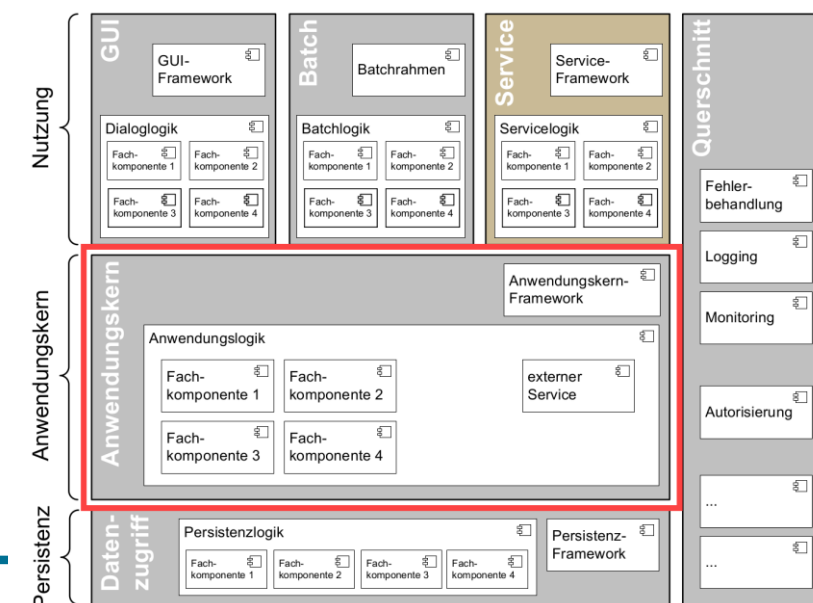 Nutzung
GUI
GUI-
Framework
Dialoglogik
Fach-
komponente 1
Fach-
komponente 2
Fach-
komponente 3
Fach-
komponente 4
Batch
Batchrahmen
Batchlogik
Fach-
komponente 1
Fach-
komponente 2
Fach-
komponente 3
Fach-
komponente 4
Service
Service-
Framework
Servicelogik
Fach-
komponente 1
Fach-
komponente 2
Fach-
komponente 3
Fach-
komponente 4
Querschnitt
Fehler-
behandlung
Logging
Monitoring
Autorisierung
...
...
Anwendungskern
Anwendungskern
Anwendungskern-
Framework
Anwendungslogik
Fach-
komponente 1
Fach-
komponente 2
externer
Service
Fach-
komponente 3
Fach-
komponente 4
Persistenz
Daten-
zugriff
Persistenzlogik
Fach-
komponente 1
Fach-
komponente 2
Fach-
komponente 3
Fach-
komponente 4
Persistenz-
Framework